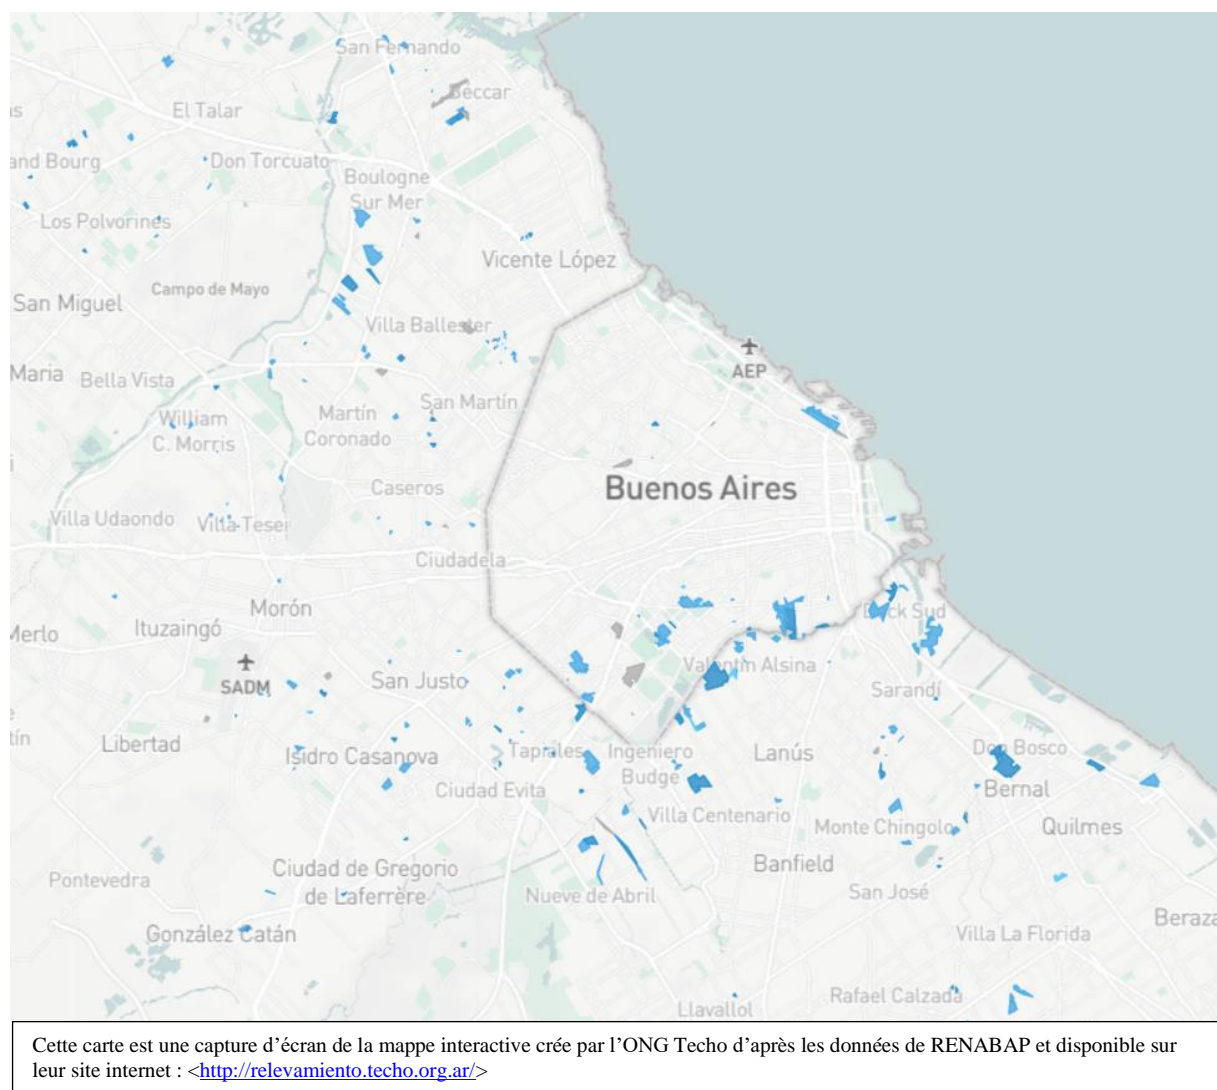 San Fernando
Béccar
El Talar
and Bourg
Don Torcuato
Boulogne
Sur Mer
Los Polvorines
Vicente López
Campo de Mayo
San Miguel
Villa Ballester
AEP
Maria
Bella Vista
San Martín
William
C. Morris
Martín
Coronado
Buenos Aires
Caseros
Villa Udaondo
Villa Teser
Ciudadela
Morón
Dock Sud
Merlo
Ituzaingó
SADM
San Justo
Valentín Alsina
Sarandí
tín
Libertad
Isidro Casanova
Tapiales
Ingeniero
Budge
Lanús
Don Bosco
Bernal
Ciudad Evita
Villa Centenario
Monte Chingolo
Quilmes
Ciudad de Gregorio
de Laferrère
Banfield
Pontevedra
Nueve de Abril
San José
González Catán
Beraza
Villa La Florida
Llavallol
Rafael Calzada
Cette carte est une capture d'écran de la mappe interactive crée par l'ONG Techo d'après les données de RENABAP et disponible sur
leur site internet : <http://relevamiento.techo.org.ar/>